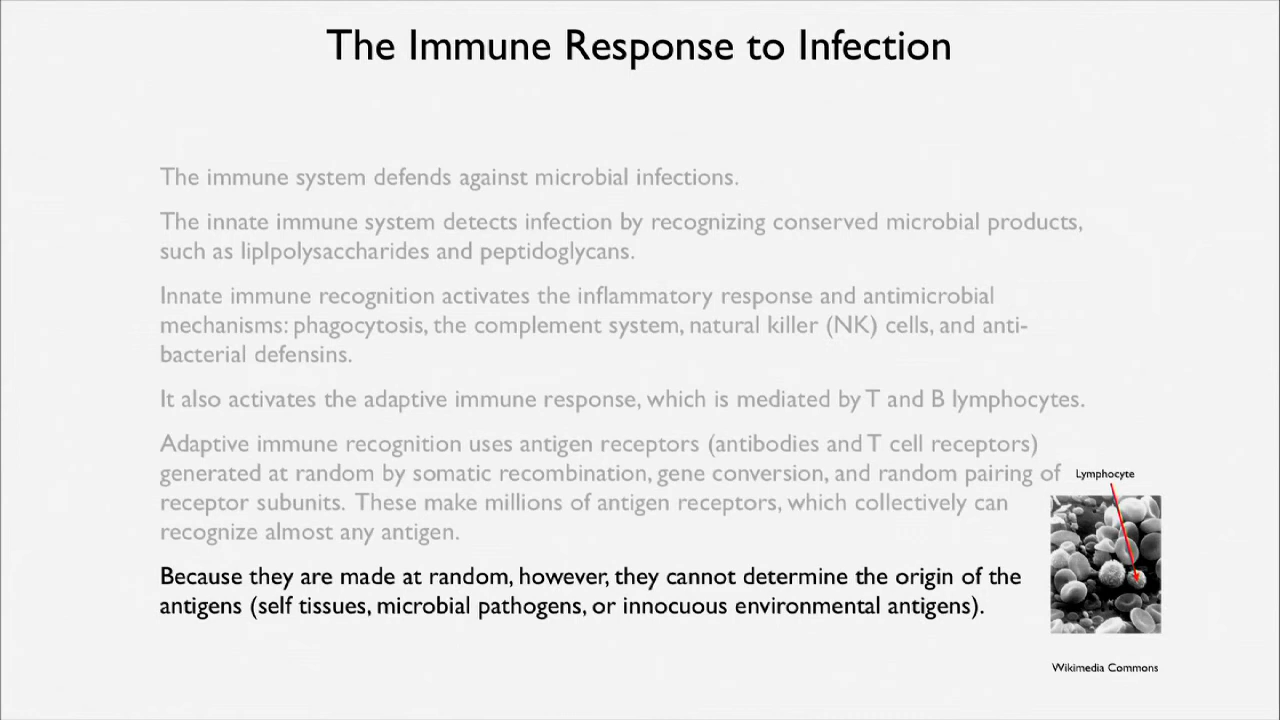 The Immune Response to Infection
The immune system defends against microbial infections.
The innate immune system detects infection by recognizing conserved microbial products,
such as liplpolysaccharides and peptidoglycans.
Innate immune recognition activates the inflammatory response and antimicrobial
mechanisms: phagocytosis, the complement system, natural killer (NK) cells, and anti-
bacterial defensins.
It also activates the adaptive immune response, which is mediated by T and B lymphocytes.
Adaptive immune recognition uses antigen receptors (antibodies and T cell receptors)
generated at random by somatic recombination, gene conversion, and random pairing of
receptor subunits. These make millions of antigen receptors, which collectively can
recognize almost any antigen.
Because they are made at random, however, they cannot determine the origin of the
antigens (self tissues, microbial pathogens, or innocuous environmental antigens).
Lymphocyte
Wikimedia Commons